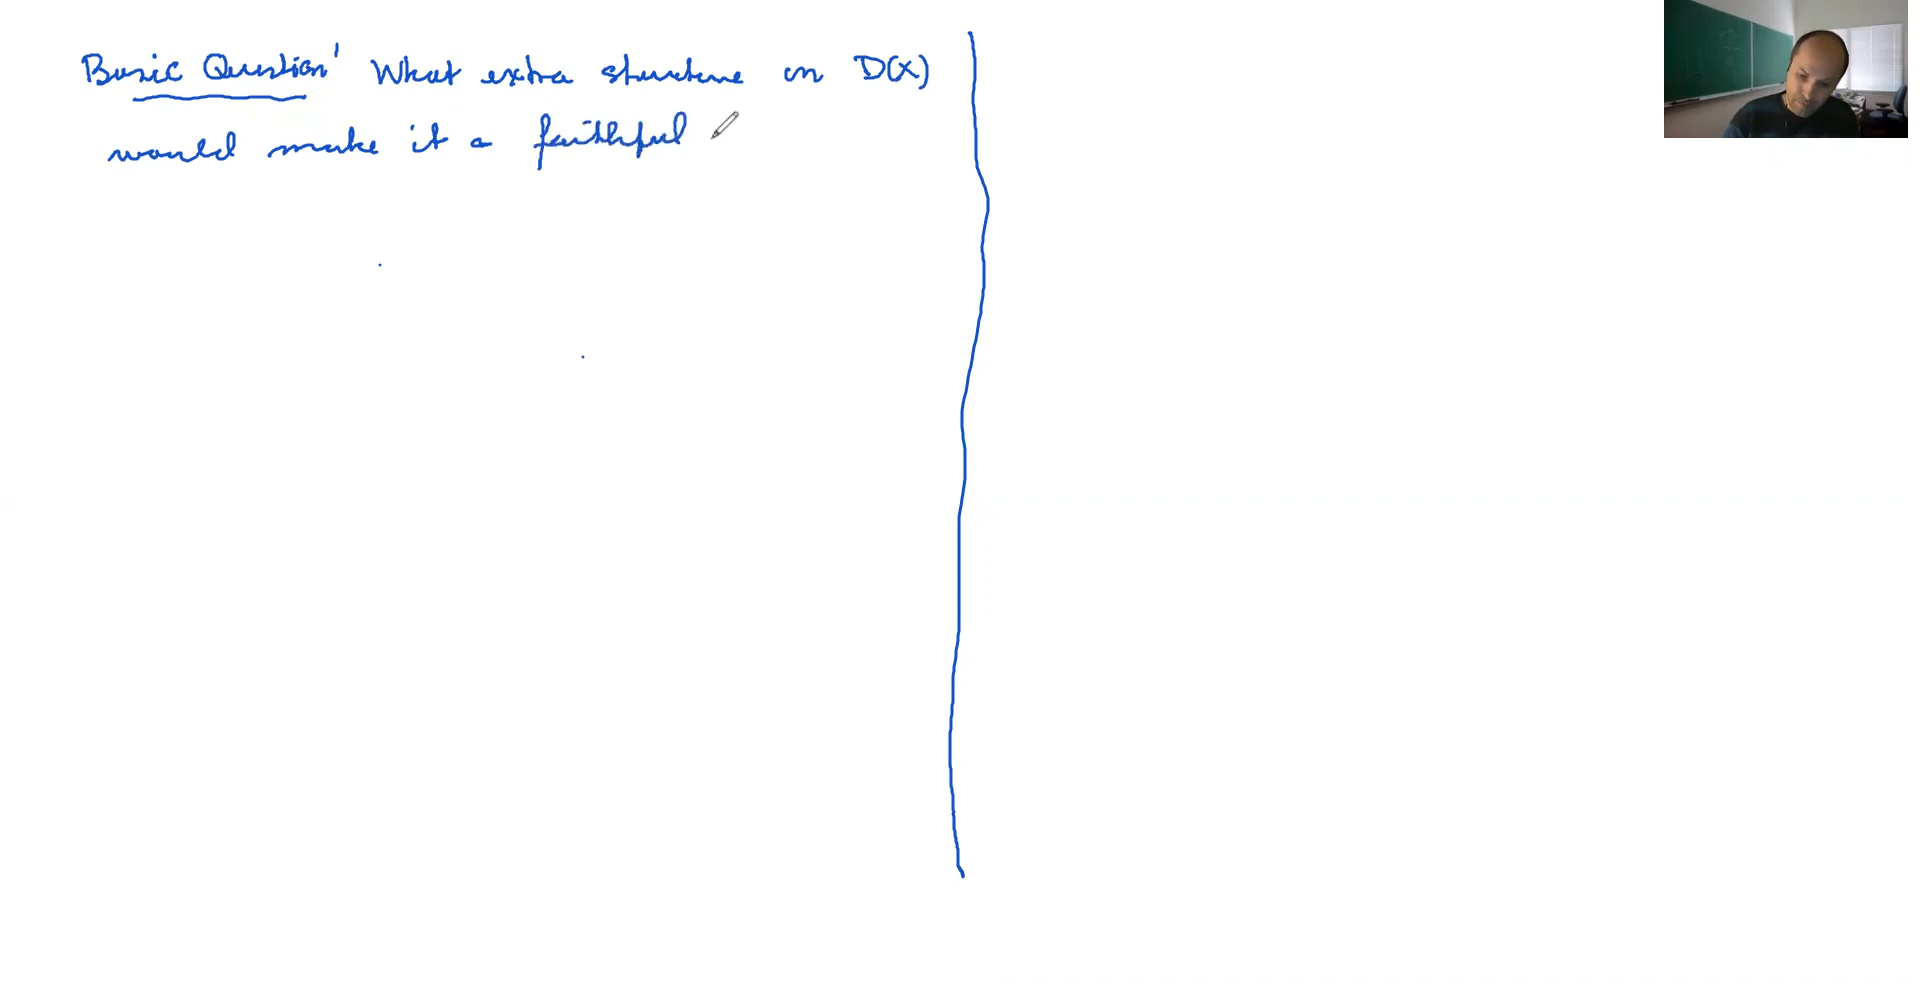 Basic Question' What extra structure on D(X)
would make it a faithful